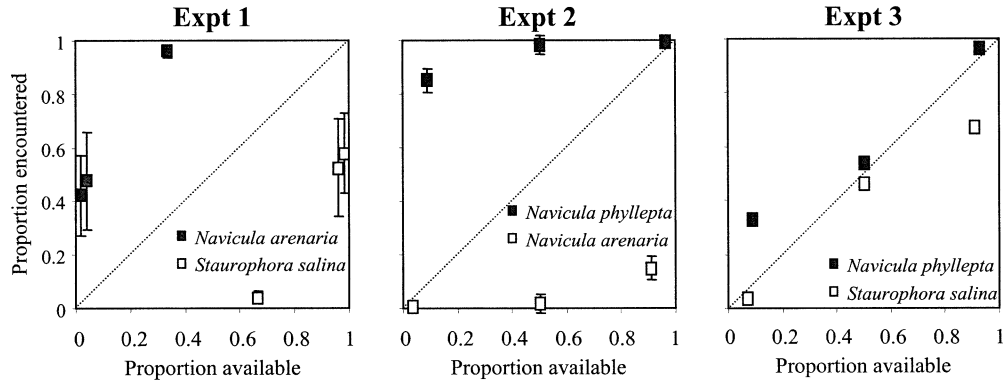 Expt 1
Expt 2
Expt 3
Proportion encountered
1
0.8
0.6
0.4
0.2
0
Navicula arenaria
Staurophora salina
0 0.2 0.4 0.6 0.8 1
Proportion available
Navicula phyllepta
Navicula arenaria
0 0.2 0.4 0.6 0.8 1
Proportion available
Navicula phyllepta
Staurophora salina
0 0.2 0.4 0.6 0.8 1
Proportion available